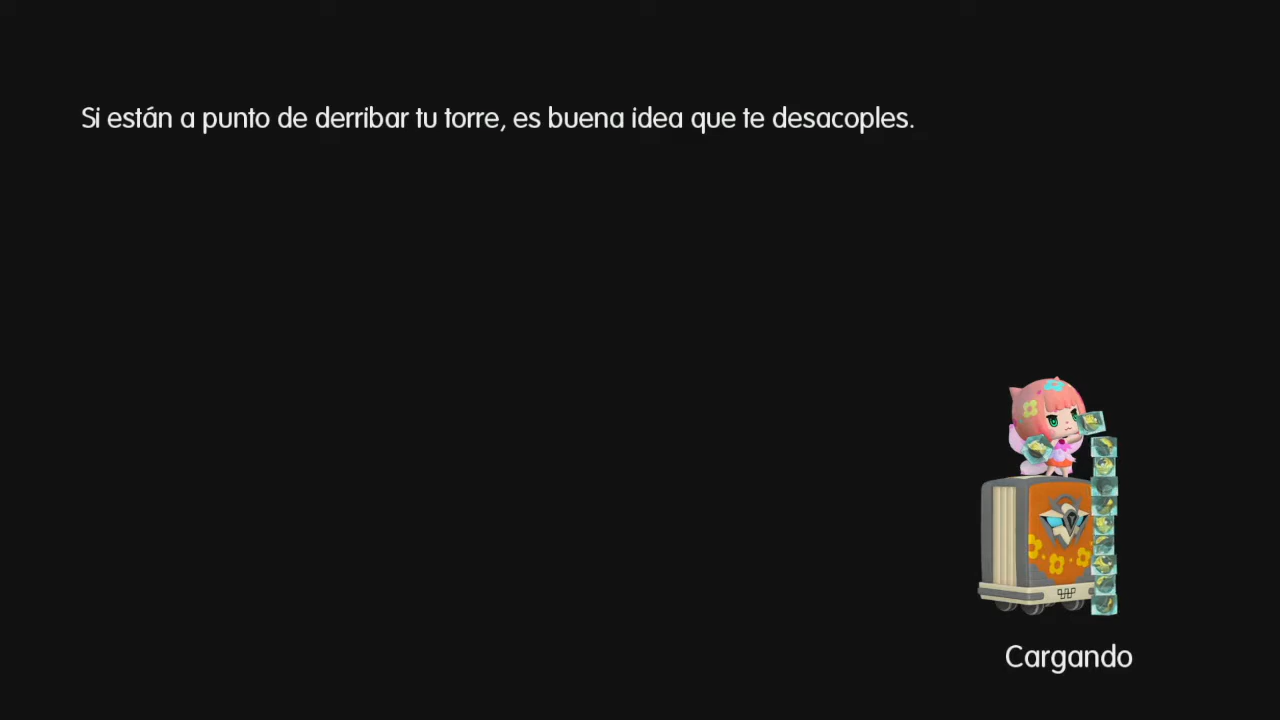 Si están a punto de derribar tu torre, es buena idea que te desacoples.
Cargando